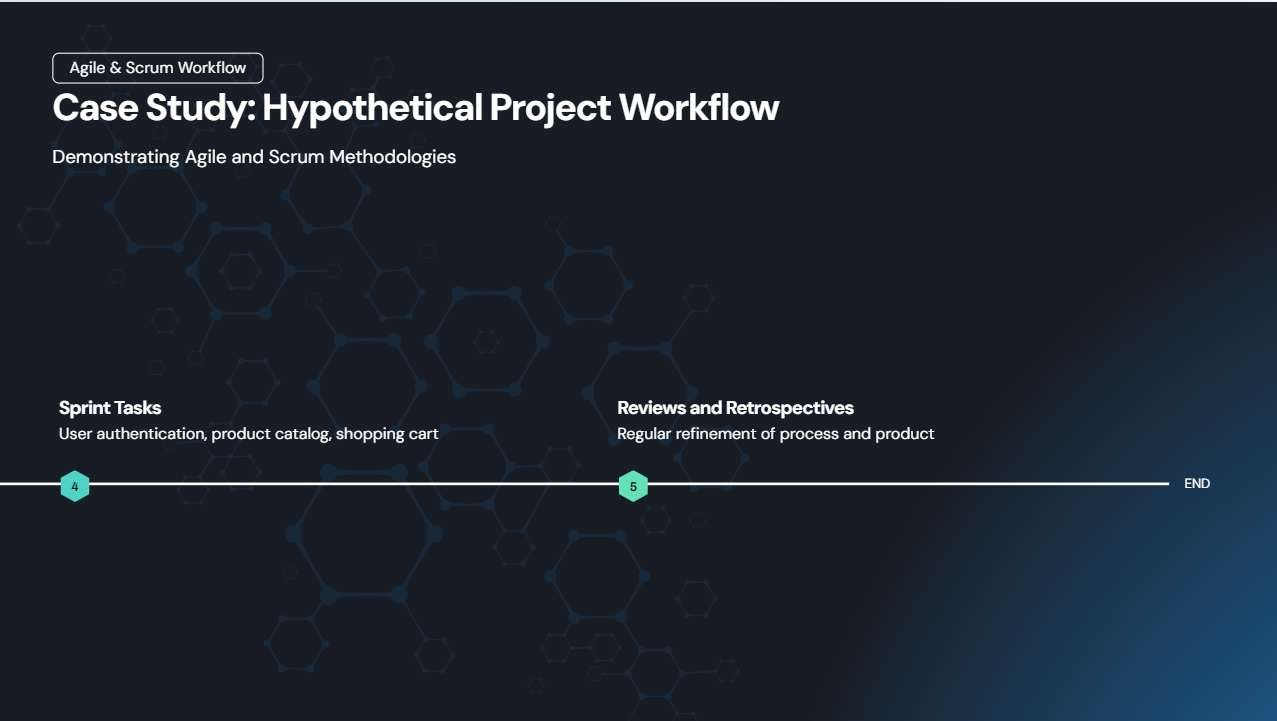 Agile & Scrum Workflow
Case Study: Hypothetical Project Workflow
Demonstrating Agile and Scrum Methodologies
Sprint Tasks
User authentication, product catalog, shopping cart
Reviews and Retrospectives
Regular refinement of process and product
4
5
END